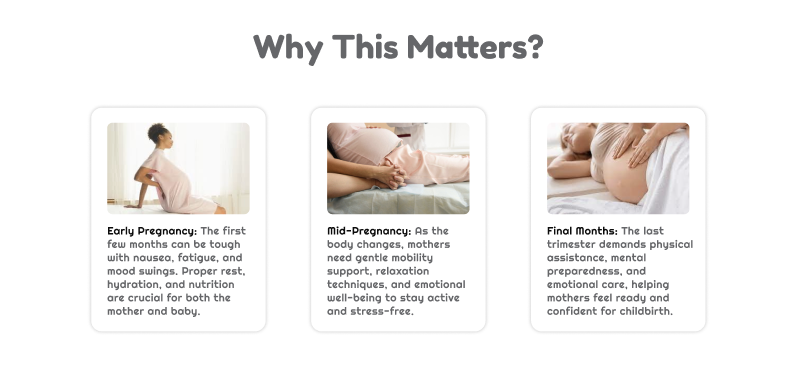 Why This Matters?
Early Pregnancy: The first
few months can be tough
with nausea, fatigue, and
mood swings. Proper rest,
hydration, and nutrition
are crucial for both the
mother and baby.
Mid-Pregnancy: As the
body changes, mothers
need gentle mobility
support, relaxation
techniques, and emotional
well-being to stay active
and stress-free.
Final Months: The last
trimester demands physical
assistance, mental
preparedness, and
emotional care, helping
mothers feel ready and
confident for childbirth.